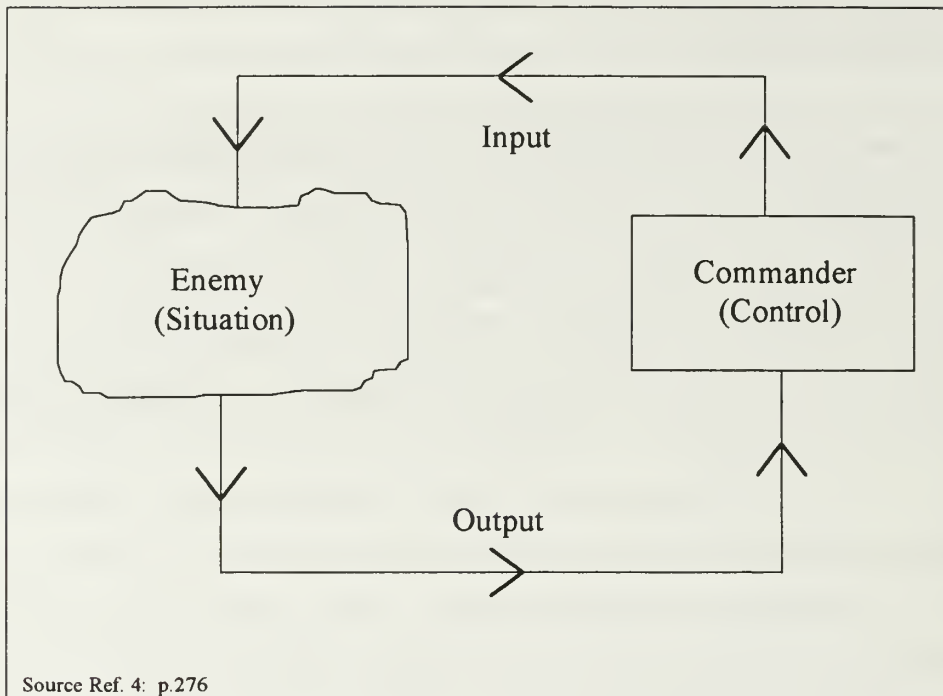 Input
Enemy
(Situation)
Commander
(Control)
Output
Source Ref. 4: p.276